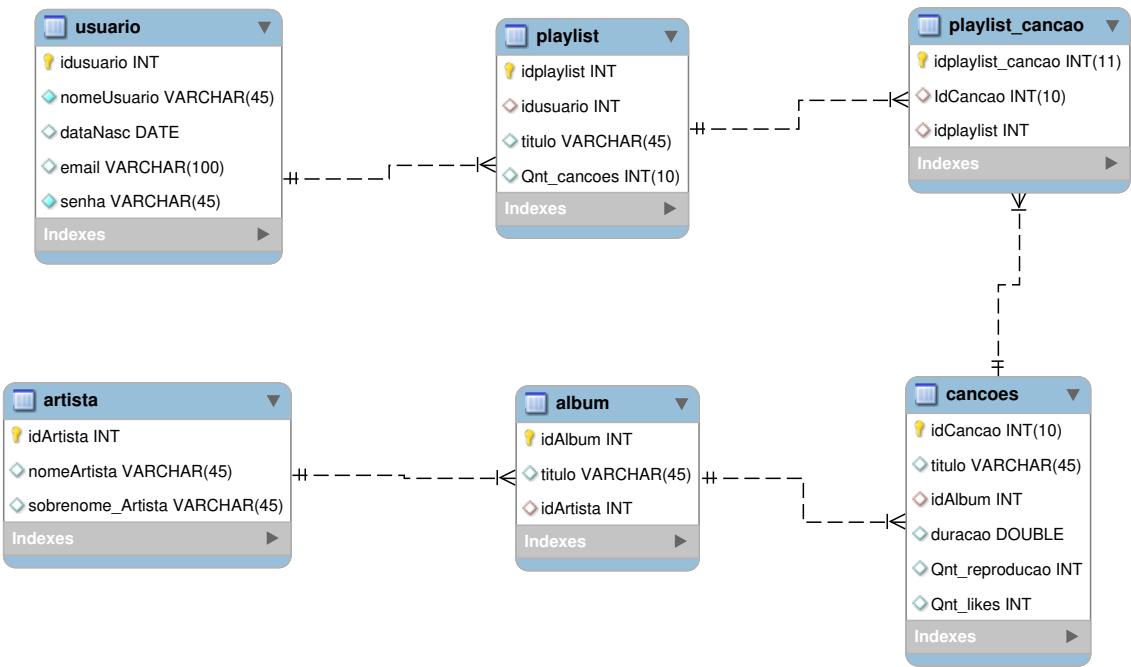 usuario
idusuario INT
nomeUsuario VARCHAR(45)
dataNasc DATE
email VARCHAR(100)
senha VARCHAR(45)
Indexes
playlist
idplaylist INT
idusuario INT
titulo VARCHAR(45)
Qnt_cancoes INT(10)
Indexes
playlist_cancao
idplaylist_cancao INT(11)
IdCancao INT(10)
idplaylist INT
Indexes
artista
idArtista INT
nomeArtista VARCHAR(45)
sobrenome_Artista VARCHAR(45)
Indexes
album
idAlbum INT
titulo VARCHAR(45)
idArtista INT
Indexes
cancoes
idCancao INT(10)
titulo VARCHAR(45)
idAlbum INT
duracao DOUBLE
Qnt_reproducao INT
Qnt_likes INT
Indexes